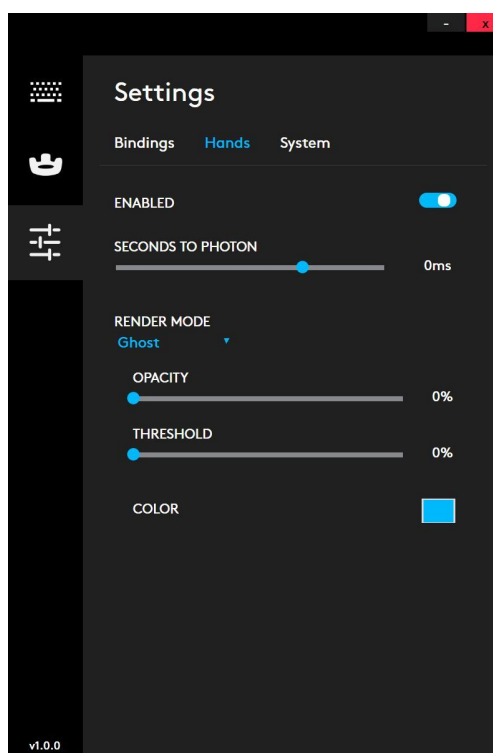 - x
Settings
Bindings Hands System
ENABLED
SECONDS TO PHOTON
0ms
RENDER MODE
Ghost
OPACITY
0%
THRESHOLD
0%
COLOR
v1.0.0